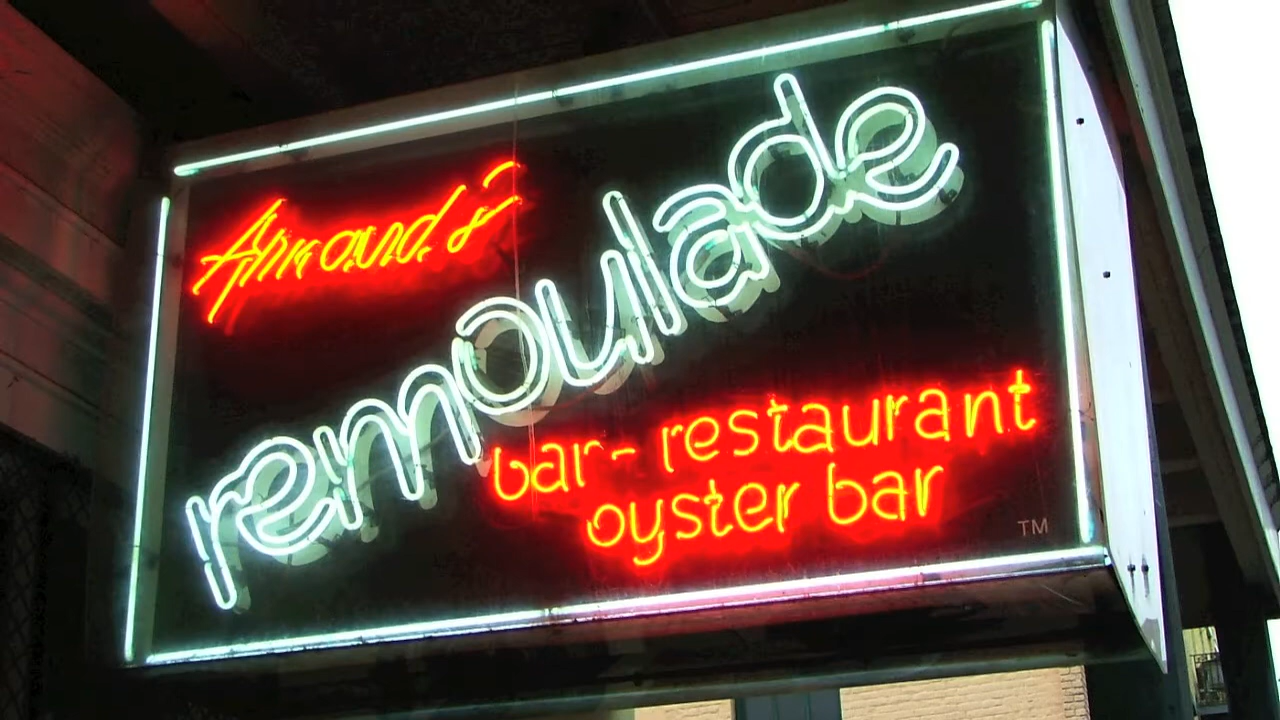 Arnaud's
remoulade
bar- restaurant
oyster bar
TM